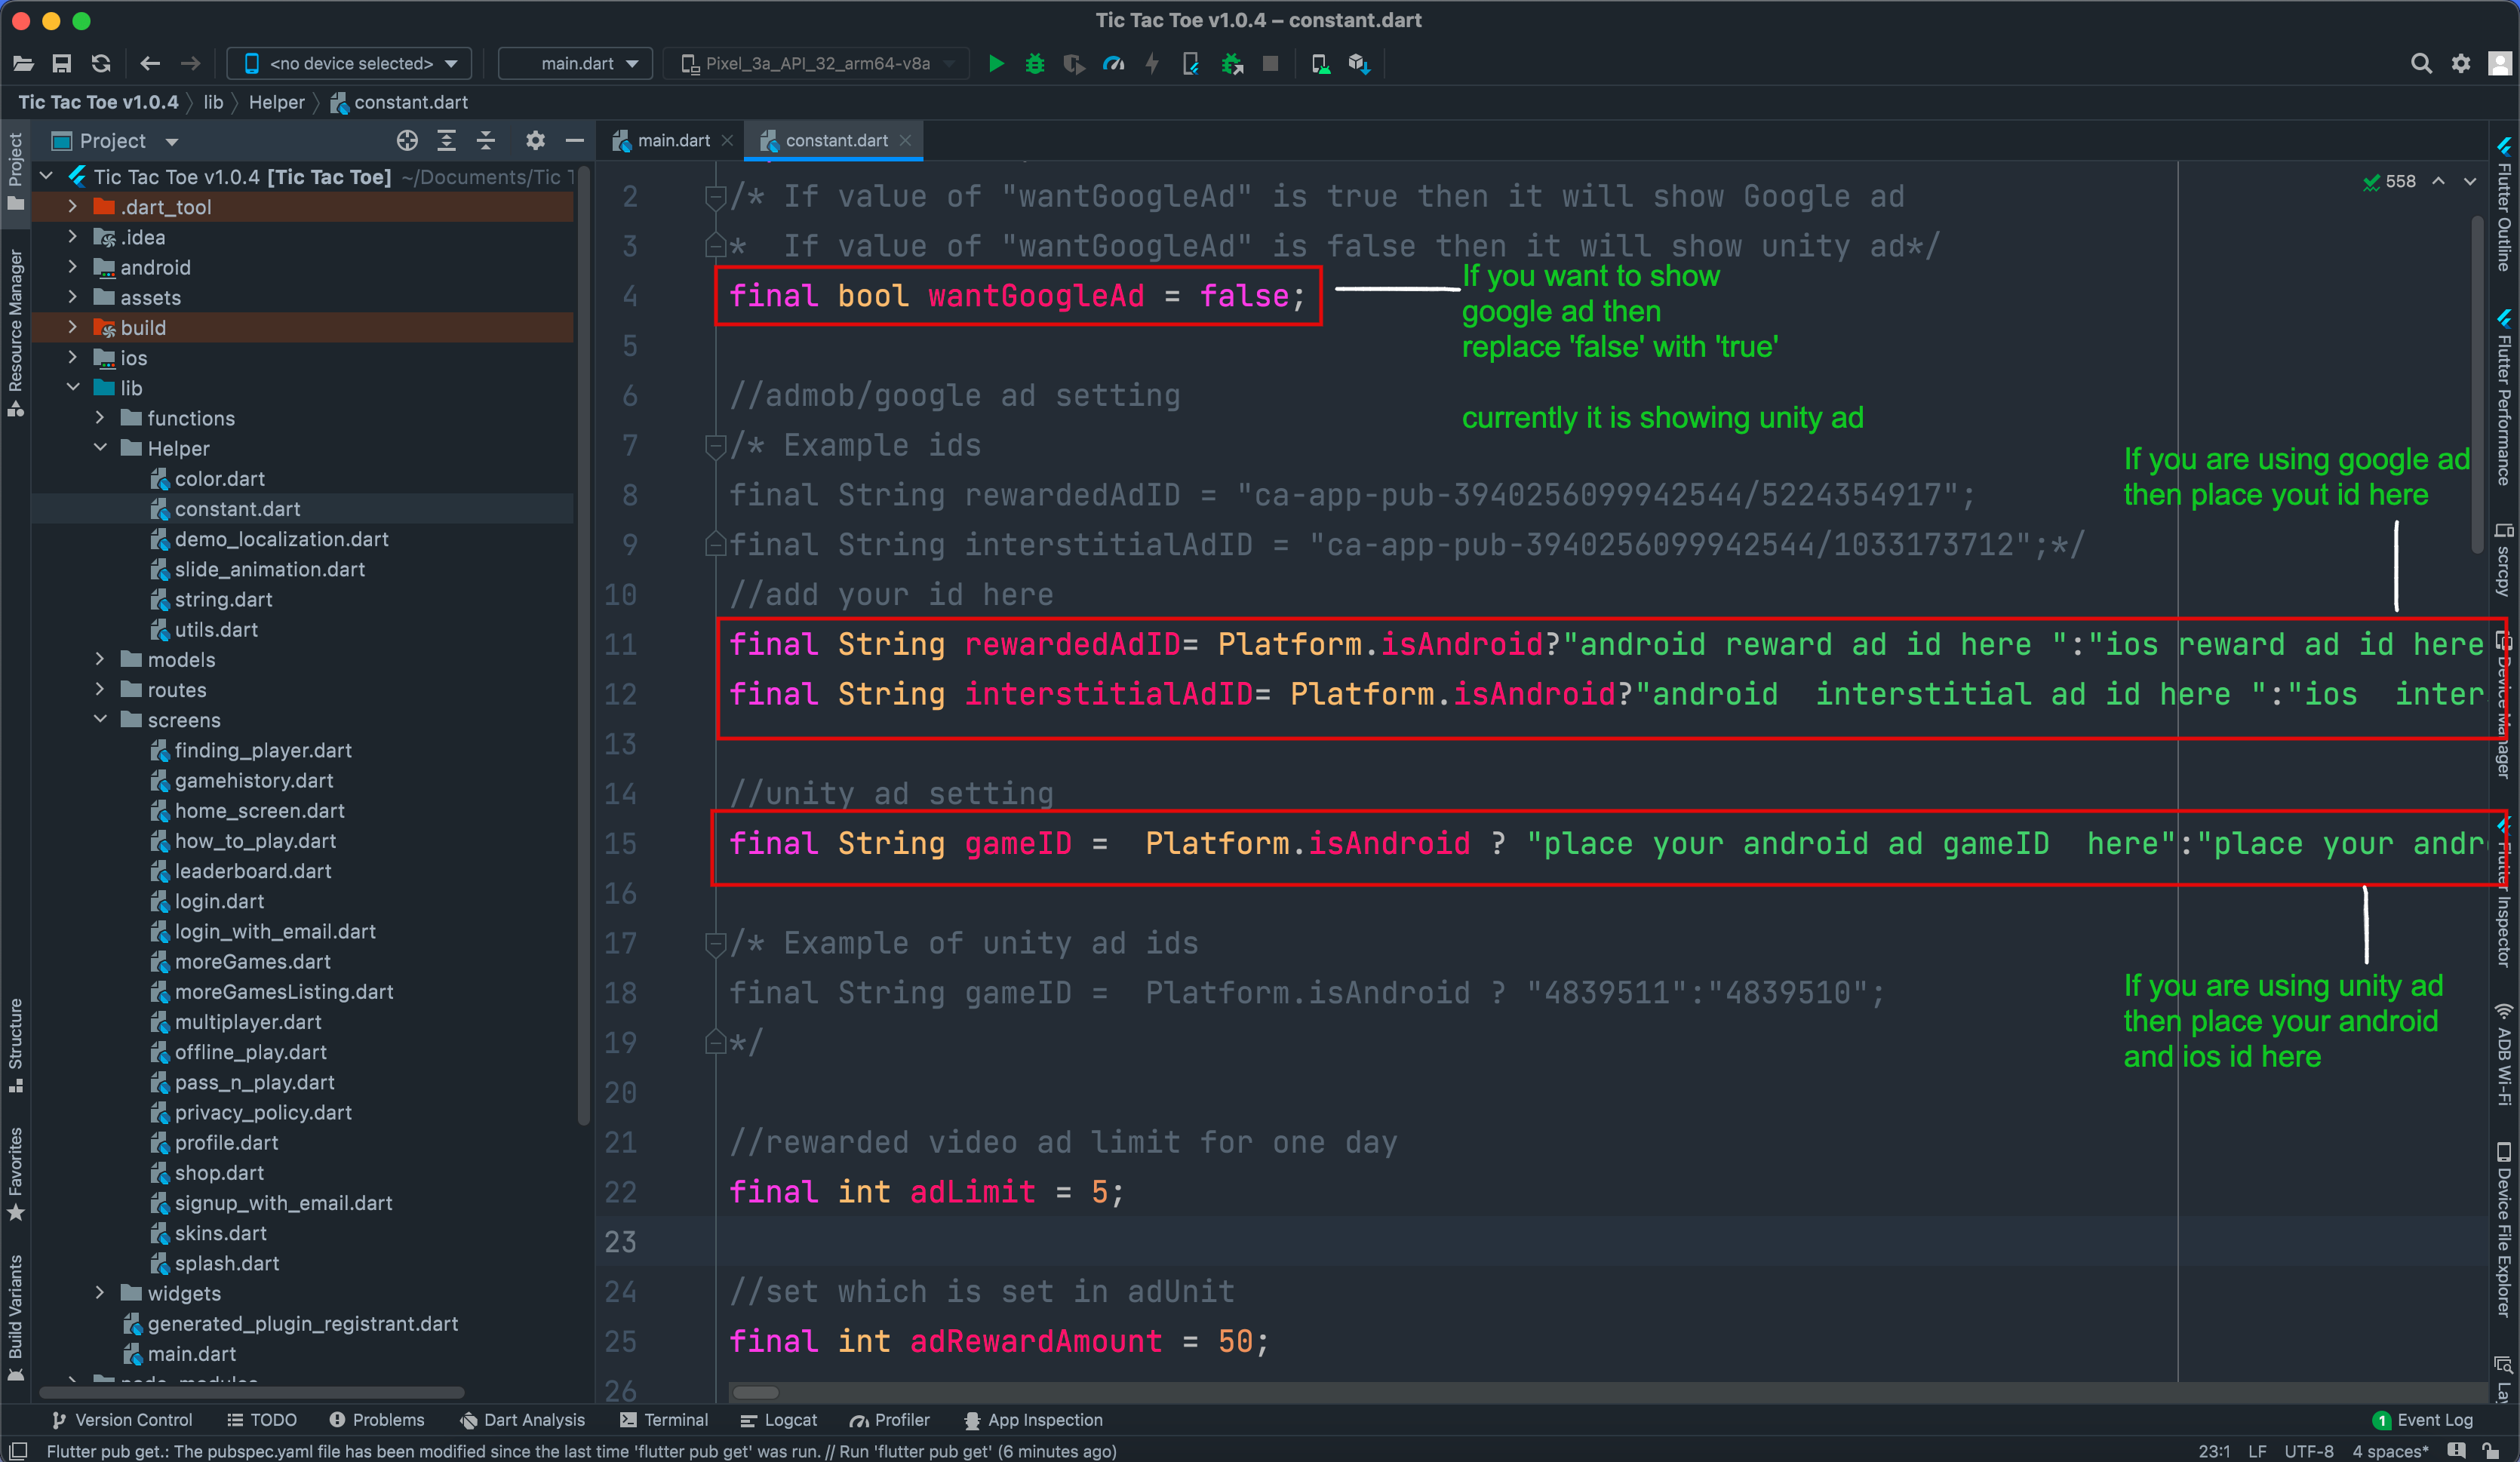 Tic Tac Toe v1.0.4 – constant.dart
<no device selected>
main.dart
Pixel_3a_API_32_arm64-v8a
Tic Tac Toe v1.0.4
lib
Helper
constant.dart
Project
Resource Manager
Structure
Favorites
Build Variants
Project
Tic Tac Toe v1.0.4 [Tic Tac Toe] ~/Documents/Tic
.dart_tool
.idea
android
assets
build
ios
lib
functions
Helper
color.dart
constant.dart
demo_localization.dart
slide_animation.dart
string.dart
utils.dart
models
routes
screens
finding_player.dart
gamehistory.dart
home_screen.dart
how_to_play.dart
leaderboard.dart
login.dart
login_with_email.dart
moreGames.dart
moreGamesListing.dart
multiplayer.dart
offline_play.dart
pass_n_play.dart
privacy_policy.dart
profile.dart
shop.dart
signup_with_email.dart
skins.dart
splash.dart
widgets
generated_plugin_registrant.dart
main.dart
main.dart
constant.dart
558
2 /* If value of "wantGoogleAd" is true then it will show Google ad
3 *  If value of "wantGoogleAd" is false then it will show unity ad*/
4 final bool wantGoogleAd = false;
5
6 //admob/google ad setting
7 /* Example ids
8 final String rewardedAdID = "ca-app-pub-3940256099942544/5224354917";
9 final String interstitialAdID = "ca-app-pub-3940256099942544/1033173712";*/
10 //add your id here
11 final String rewardedAdID= Platform.isAndroid?"android reward ad id here ":"ios reward ad id here
12 final String interstitialAdID= Platform.isAndroid?"android  interstitial ad id here ":"ios  inter
13
14 //unity ad setting
15 final String gameID =  Platform.isAndroid ? "place your android ad gameID  here":"place your andr
16
17 /* Example of unity ad ids
18 final String gameID =  Platform.isAndroid ? "4839511":"4839510";
19 */
20
21 //rewarded video ad limit for one day
22 final int adLimit = 5;
23
24 //set which is set in adUnit
25 final int adRewardAmount = 50;
26
If you want to show
google ad then
replace 'false' with 'true'
currently it is showing unity ad
If you are using google ad
then place yout id here
If you are using unity ad
then place your android
and ios id here
Flutter Outline
Flutter Performance
scrcpy
Device Manager
Flutter Inspector
ADB Wi-Fi
Device File Explorer
Version Control
TODO
Problems
Dart Analysis
Terminal
Logcat
Profiler
App Inspection
1 Event Log
Flutter pub get.: The pubspec.yaml file has been modified since the last time 'flutter pub get' was run. // Run 'flutter pub get' (6 minutes ago)
23:1
LF
UTF-8
4 spaces*